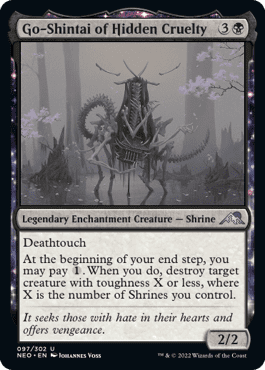 Go-Shintai of Hidden Cruelty 3
Legendary Enchantment Creature — Shrine
Deathtouch
At the beginning of your end step, you
may pay 1. When you do, destroy target
creature with toughness X or less, where
X is the number of Shrines you control.
It seeks those with hate in their hearts and
offers vengeance.
2/2
097/302 U
NEO • EN Johannes Voss
™ & © 2022 Wizards of the Coast